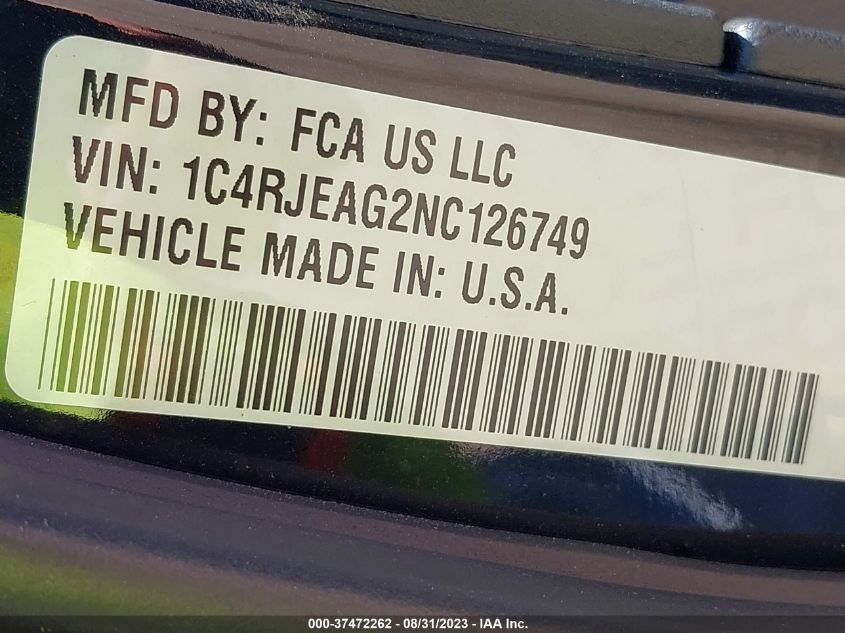 MFD BY: FCA US LLC
VIN: 1C4RJEAG2NC126749
VEHICLE MADE IN: U.S.A.
000-37472262 - 08/31/2023 - IAA Inc.